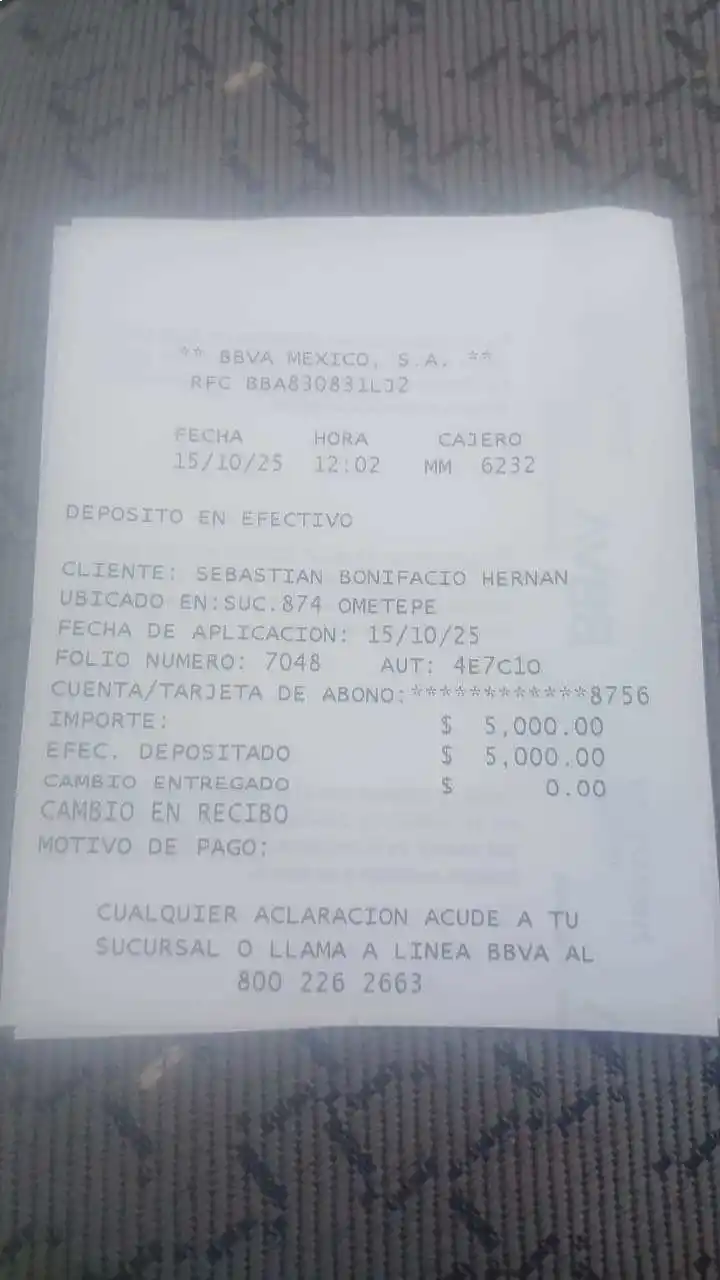 ** BBVA MEXICO, S.A. **
RFC BBA830831LJ2
FECHA HORA CAJERO
15/10/25 12:02 MM 6232
DEPOSITO EN EFECTIVO
CLIENTE: SEBASTIAN BONIFACIO HERNAN
UBICADO EN:SUC.874 OMETEPE
FECHA DE APLICACION: 15/10/25
FOLIO NUMERO: 7048 AUT: 4E7C10
CUENTA/TARJETA DE ABONO:************8756
IMPORTE: $ 5,000.00
EFEC. DEPOSITADO $ 5,000.00
CAMBIO ENTREGADO $ 0.00
CAMBIO EN RECIBO
MOTIVO DE PAGO:
CUALQUIER ACLARACION ACUDE A TU
SUCURSAL O LLAMA A LINEA BBVA AL
800 226 2663